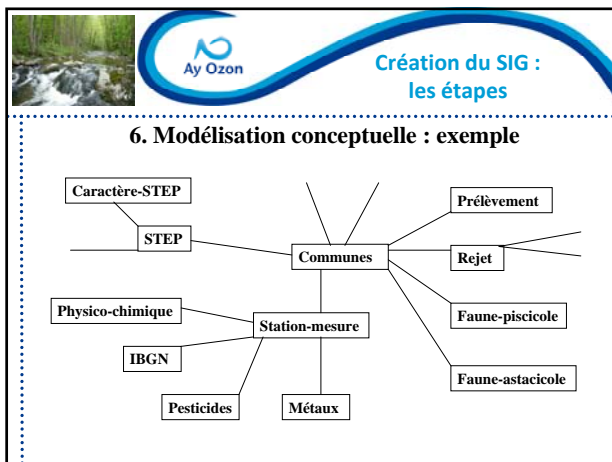 Ay Ozon
Création du SIG :
les étapes
6. Modélisation conceptuelle : exemple
Caractère-STEP
Prélèvement
STEP
Communes
Rejet
Physico-chimique
Station-mesure
Faune-piscicole
IBGN
Faune-astacicole
Pesticides
Métaux